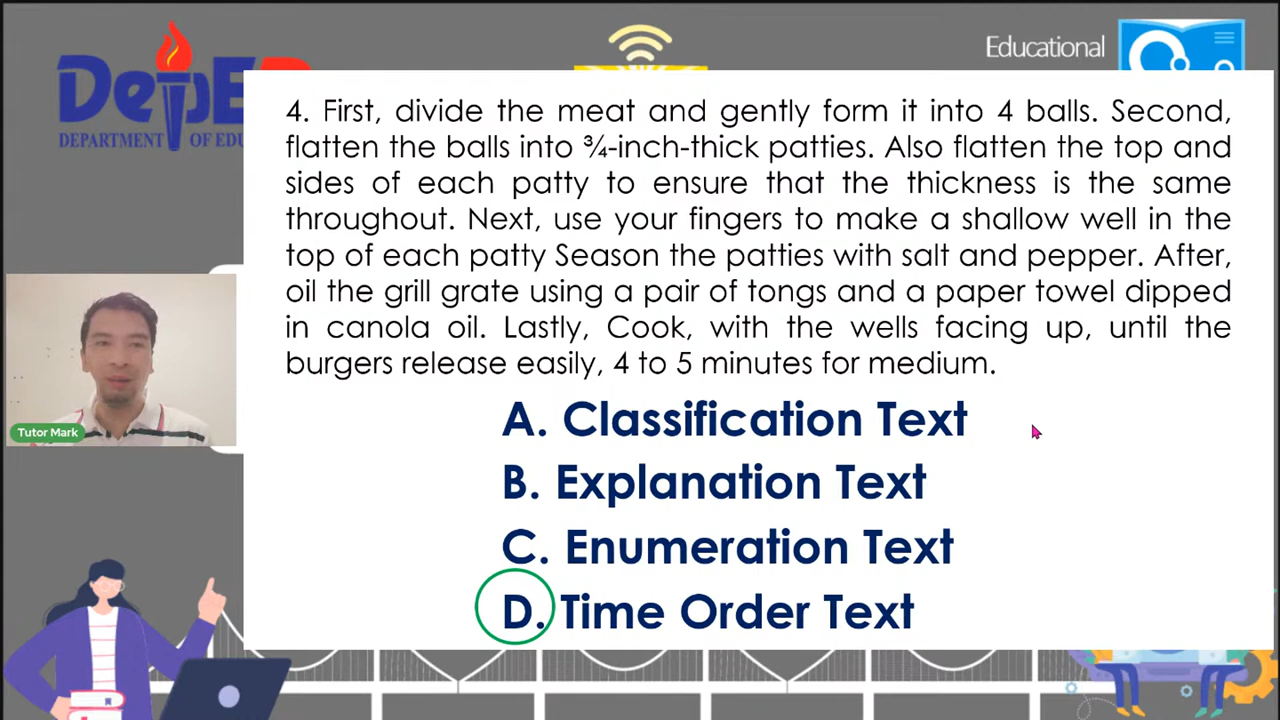 DepED
DEPARTMENT OF EDU
Educational
4. First, divide the meat and gently form it into 4 balls. Second,
flatten the balls into ¾-inch-thick patties. Also flatten the top and
sides of each patty to ensure that the thickness is the same
throughout. Next, use your fingers to make a shallow well in the
top of each patty Season the patties with salt and pepper. After,
oil the grill grate using a pair of tongs and a paper towel dipped
in canola oil. Lastly, Cook, with the wells facing up, until the
burgers release easily, 4 to 5 minutes for medium.
Tutor Mark
A. Classification Text
B. Explanation Text
C. Enumeration Text
D. Time Order Text